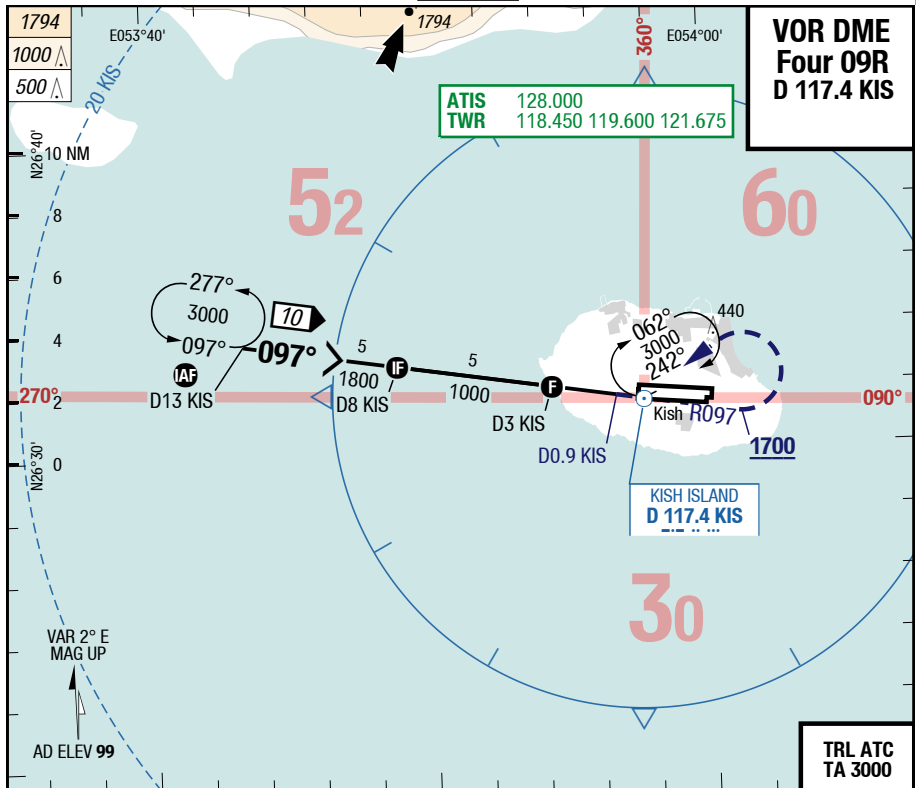 1794
1000
500
E053°40'
1794
360°
E054°00'
VOR DME
Four 09R
D 117.4 KIS
20 KIS
ATIS 128.000
TWR 118.450 119.600 121.675
N26°40'
10 NM
8
6
4
2
0
N26°30'
52
60
30
277°
3000
097°
10
097°
IAF
D13 KIS
5
1800
IF
D8 KIS
5
1000
F
D3 KIS
D0.9 KIS
062°
3000
242°
440
270°
090°
Kish
R097
1700
KISH ISLAND
D 117.4 KIS
VAR 2° E
MAG UP
AD ELEV 99
TRL ATC
TA 3000